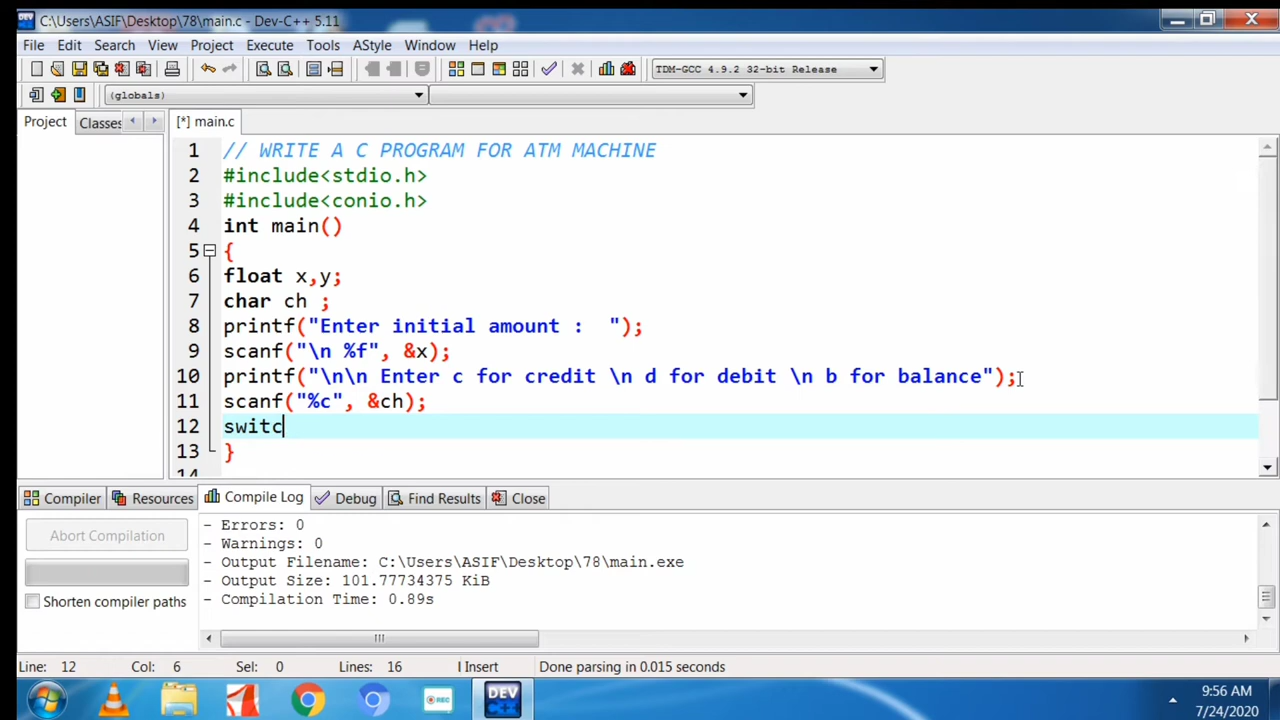 C:\Users\ASIF\Desktop\78\main.c - Dev-C++ 5.11
File Edit Search View Project Execute Tools AStyle Window Help
TDM-GCC 4.9.2 32-bit Release
(globals)
Project Classes [*] main.c
1 // WRITE A C PROGRAM FOR ATM MACHINE
2 #include<stdio.h>
3 #include<conio.h>
4 int main()
5 {
6 float x,y;
7 char ch ;
8 printf("Enter initial amount :  ");
9 scanf("\n %f", &x);
10 printf("\n\n Enter c for credit \n d for debit \n b for balance");
11 scanf("%c", &ch);
12 switc
13 }
14
Compiler Resources Compile Log Debug Find Results Close
Abort Compilation
Shorten compiler paths
- Errors: 0
- Warnings: 0
- Output Filename: C:\Users\ASIF\Desktop\78\main.exe
- Output Size: 101.77734375 KiB
- Compilation Time: 0.89s
Line: 12 Col: 6 Sel: 0 Lines: 16 Insert Done parsing in 0.015 seconds
REC
DEV C++
9:56 AM
7/24/2020